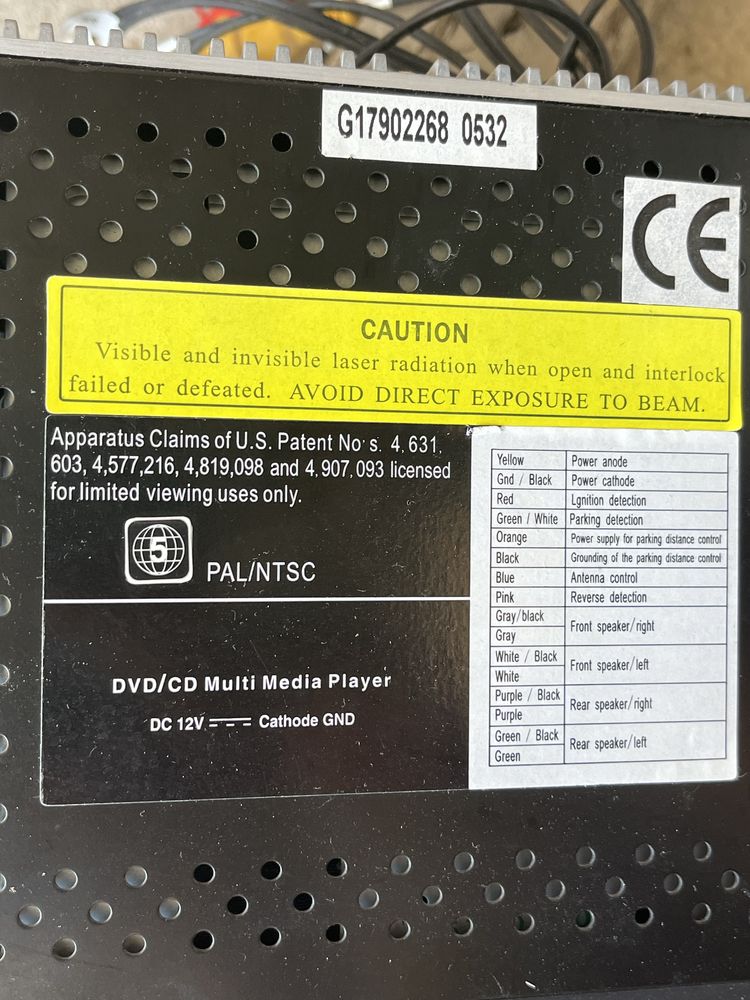 G17902268 0532
CE
CAUTION
Visible and invisible laser radiation when open and interlock
failed or defeated. AVOID DIRECT EXPOSURE TO BEAM.
Apparatus Claims of U.S. Patent No's. 4,631,
603, 4,577,216, 4,819,098 and 4,907,093 licensed
for limited viewing uses only.
5
PAL/NTSC
DVD/CD Multi Media Player
DC 12V Cathode GND
Yellow Power anode
Gnd / Black Power cathode
Red Lgnition detection
Green / White Parking detection
Orange Power supply for parking distance control
Black Grounding of the parking distance control
Blue Antenna control
Pink Reverse detection
Gray/black
Front speaker/right
Gray
White / Black
Front speaker/left
White
Purple / Black
Rear speaker/right
Purple
Green / Black
Rear speaker/left
Green